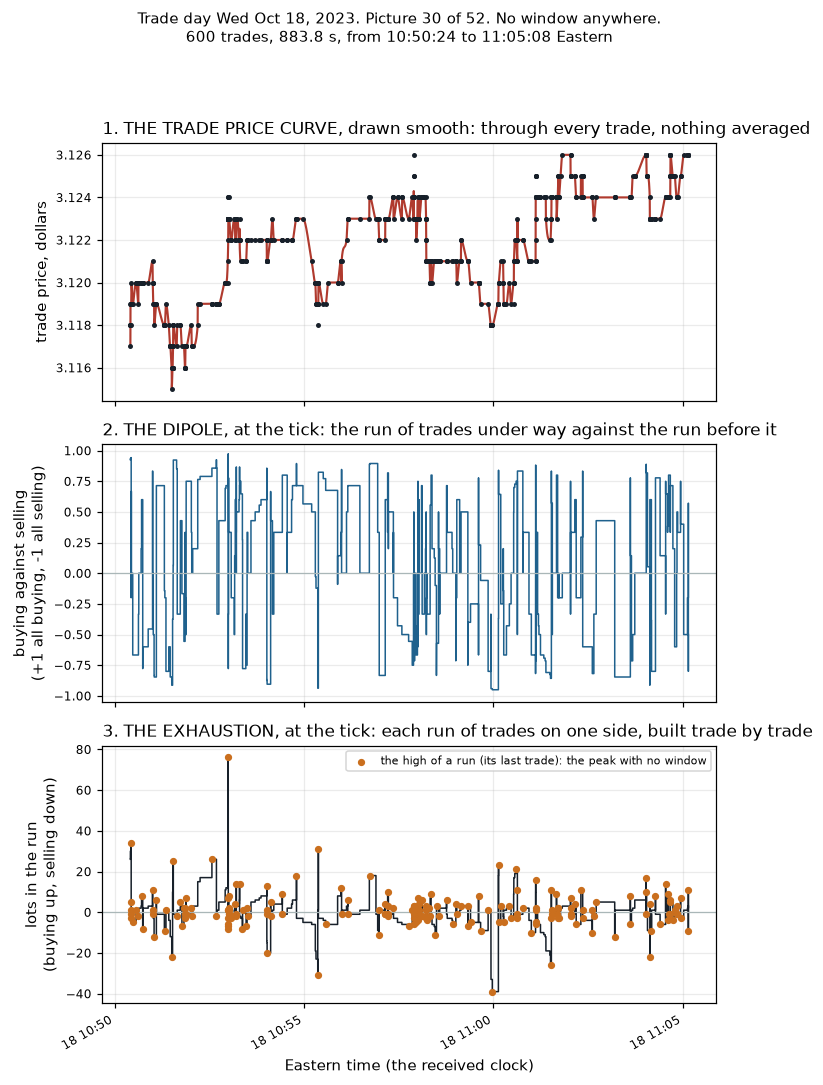 Trade day Wed Oct 18, 2023. Picture 30 of 52. No window anywhere.
600 trades, 883.8 s, from 10:50:24 to 11:05:08 Eastern
1. THE TRADE PRICE CURVE, drawn smooth: through every trade, nothing averaged
trade price, dollars
3.126
3.124
3.122
3.120
3.118
3.116
2. THE DIPOLE, at the tick: the run of trades under way against the run before it
buying against selling
(+1 all buying, -1 all selling)
1.00
0.75
0.50
0.25
0.00
−0.25
−0.50
−0.75
−1.00
3. THE EXHAUSTION, at the tick: each run of trades on one side, built trade by trade
the high of a run (its last trade): the peak with no window
lots in the run
(buying up, selling down)
80
60
40
20
0
−20
−40
18 10:50
18 10:55
18 11:00
18 11:05
Eastern time (the received clock)